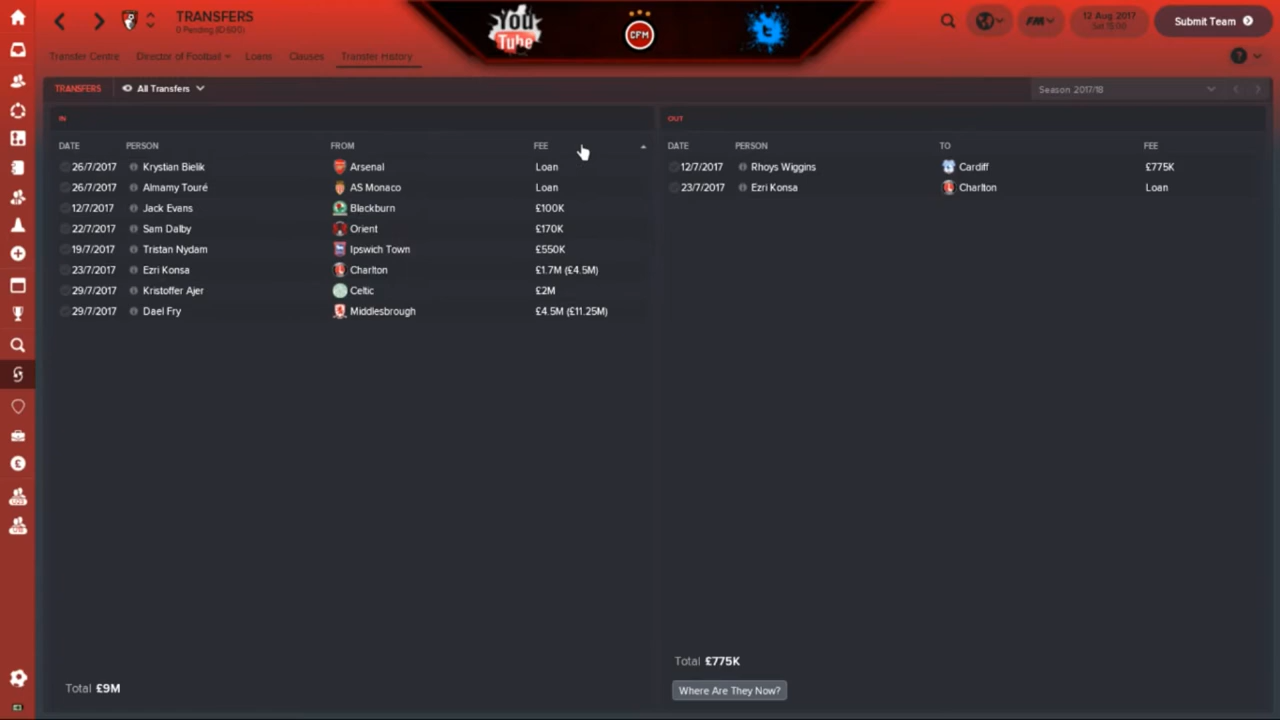 TRANSFERS
0 Pending (ID:600)
You
Tube
CFM
FM
12 Aug 2017
Sat 15:00
Submit Team
Transfer Centre Director of Football Loans Clauses Transfer History
?
TRANSFERS All Transfers
Season 2017/18
IN
DATE PERSON FROM FEE
26/7/2017 Krystian Bielik Arsenal Loan
26/7/2017 Almamy Touré AS Monaco Loan
12/7/2017 Jack Evans Blackburn £100K
22/7/2017 Sam Dalby Orient £170K
19/7/2017 Tristan Nydam Ipswich Town £550K
23/7/2017 Ezri Konsa Charlton £1.7M (£4.5M)
29/7/2017 Kristoffer Ajer Celtic £2M
29/7/2017 Dael Fry Middlesbrough £4.5M (£11.25M)
Total £9M
OUT
DATE PERSON TO FEE
12/7/2017 Rhoys Wiggins Cardiff £775K
23/7/2017 Ezri Konsa Charlton Loan
Total £775K
Where Are They Now?